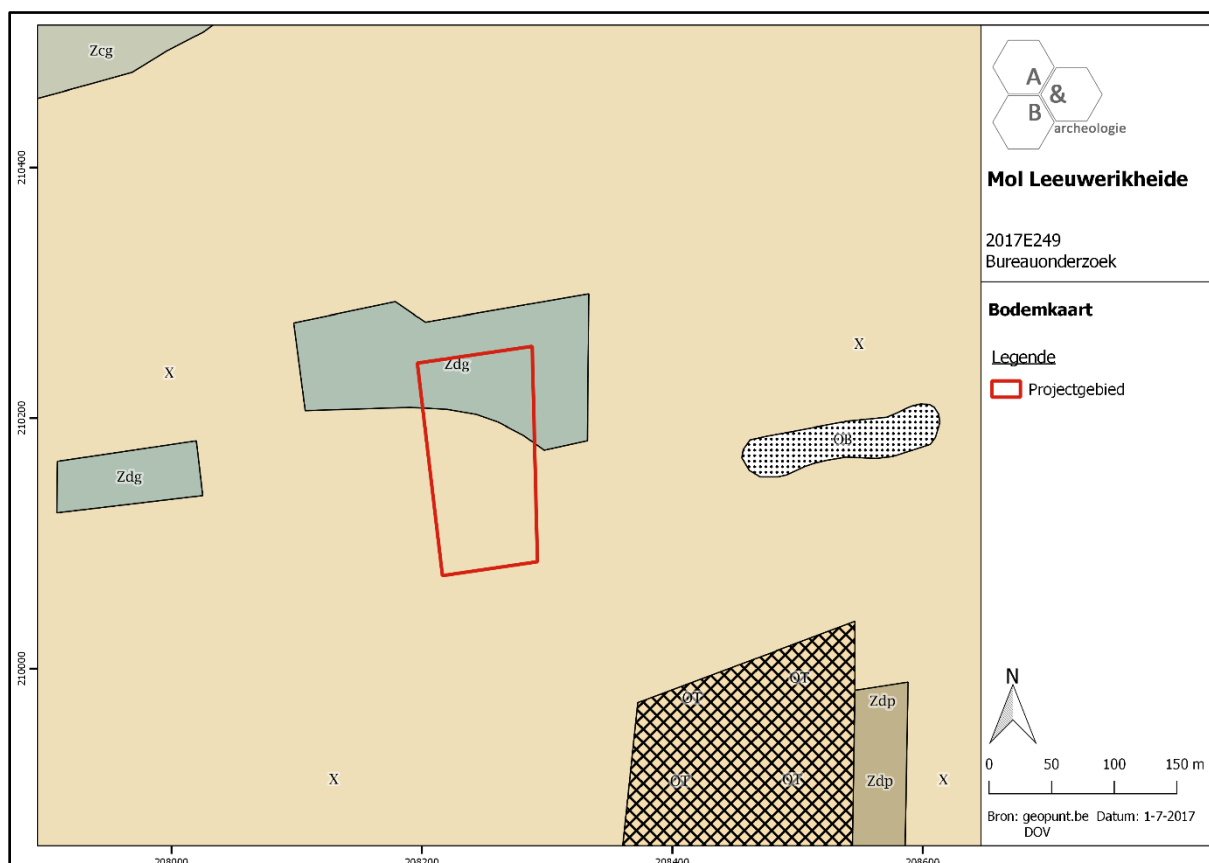 Zcg
210400
X
Zdg
X
Zdg
210200
OB
210000
OT
OT
Zdp
X
OT
OT
Zdp
X
208000
208200
208400
208600
A
&
B
archeologie
Mol Leeuwerikheide
2017E249
Bureauonderzoek
Bodemkaart
Legende
Projectgebied
N
0 50 100 150 m
Bron: geopunt.be Datum: 1-7-2017
DOV